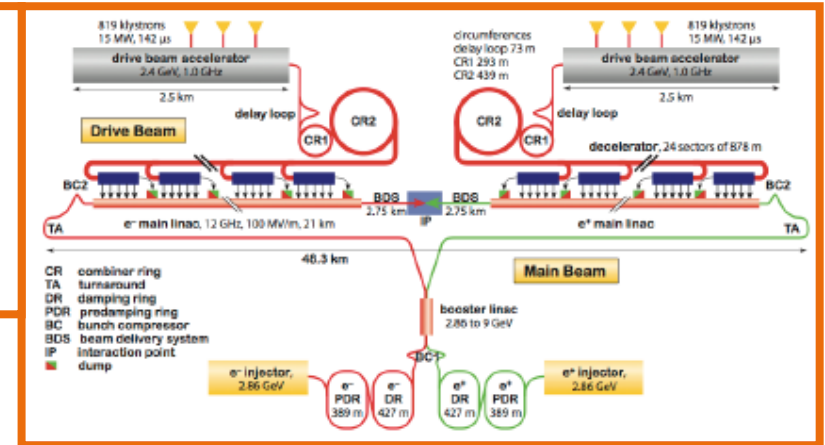 819 klystrons
15 MW, 142 µs
drive beam accelerator
2.4 GeV, 1.0 GHz
2.5 km
delay loop
CR2
CR1
Drive Beam
circumferences
delay loop 73 m
CR1 293 m
CR2 439 m
819 klystrons
15 MW, 142 µs
drive beam accelerator
2.4 GeV, 1.0 GHz
2.5 km
delay loop
CR2
CR1
decelerator, 24 sectors of 878 m
BC2
TA
e⁻ main linac, 12 GHz, 100 MV/m, 21 km
BDS
2.75 km
IP
BDS
2.75 km
e⁺ main linac
BC2
TA
48.3 km
Main Beam
CR combiner ring
TA turnaround
DR damping ring
PDR predamping ring
BC bunch compressor
BDS beam delivery system
IP interaction point
dump
booster linac
2.86 to 9 GeV
BC1
e⁻ injector,
2.86 GeV
e⁻
PDR
389 m
e⁻
DR
427 m
e⁺
DR
427 m
e⁺
PDR
389 m
e⁺ injector,
2.86 GeV